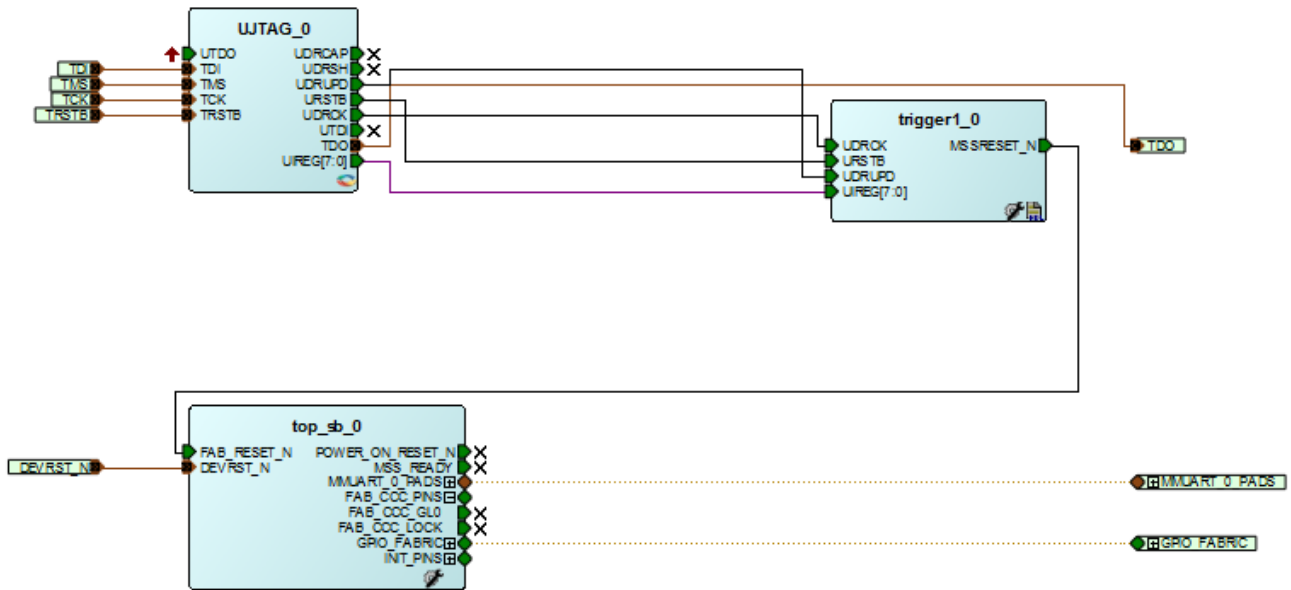 UJTAG_0
UTDO
UDRCAP
TDI
TDI
UDRSH
TMS
TMS
UDRUPD
TCK
TCK
URSTB
TRSTB
TRSTB
UDRCK
UTDI
TDO
UIREG[7:0]
trigger1_0
UDRCK
MSSRESET_N
URSTB
UDRUPD
UIREG[7:0]
TDO
top_sb_0
FAB_RESET_N
POWER_ON_RESET_N
DEVRST_N
DEVRST_N
MSS_READY
MMUART_0_PADS
MMUART_0_PADS
FAB_CCC_PINS
FAB_CCC_GL0
FAB_CCC_LOCK
GPIO_FABRIC
GPIO_FABRIC
INIT_PINS